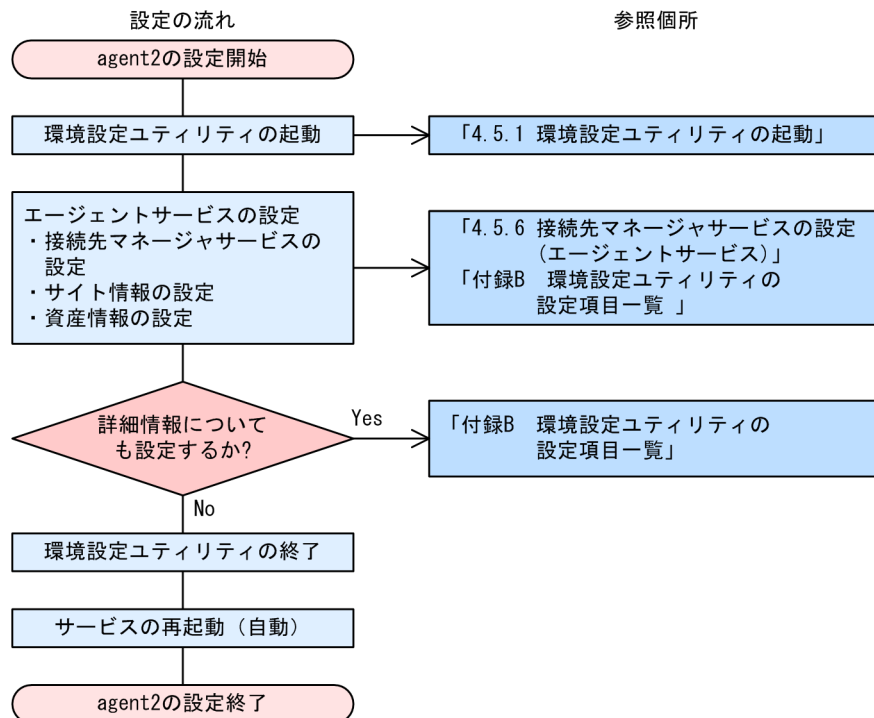 設定の流れ
参照個所
agent2の設定開始
環境設定ユティリティの起動
「4.5.1 環境設定ユティリティの起動」
エージェントサービスの設定
・接続先マネージャサービスの
設定
・サイト情報の設定
・資産情報の設定
「4.5.6 接続先マネージャサービスの設定
(エージェントサービス)」
「付録B 環境設定ユティリティの
設定項目一覧 」
詳細情報について
も設定するか?
Yes
「付録B 環境設定ユティリティの
設定項目一覧」
No
環境設定ユティリティの終了
サービスの再起動(自動)
agent2の設定終了